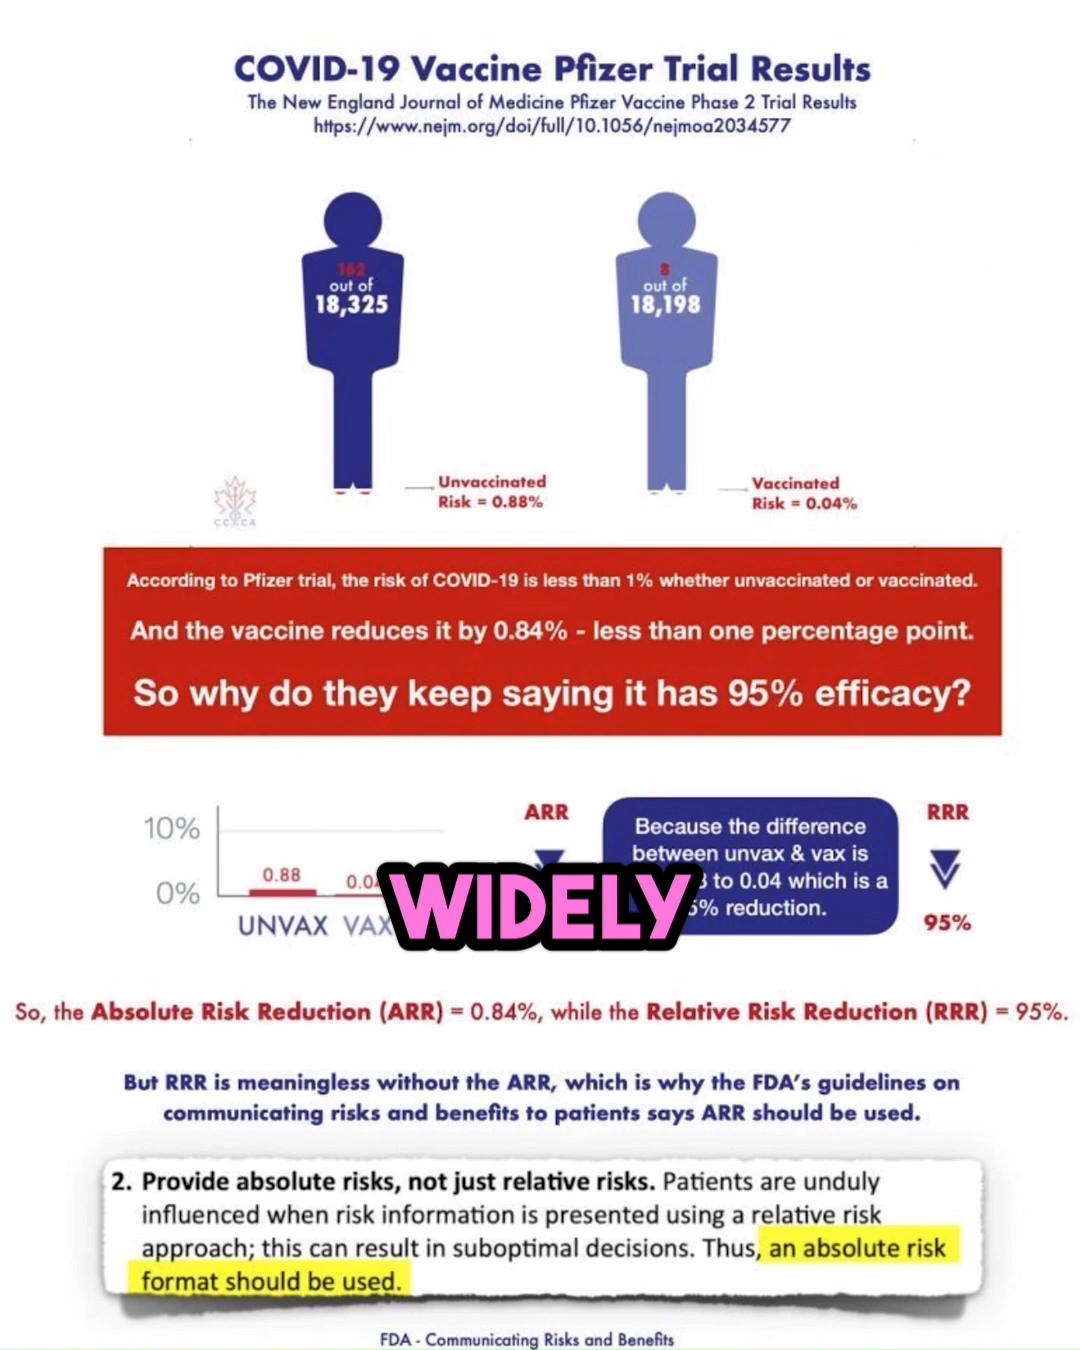 COVID-19 Vaccine Pfizer Trial Results
The New England Journal of Medicine Pfizer Vaccine Phase 2 Trial Results
https://www.nejm.org/doi/full/10.1056/nejmoa2034577
162
out of
18,325
8
out of
18,198
Unvaccinated
Risk = 0.88%
Vaccinated
Risk = 0.04%
According to Pfizer trial, the risk of COVID-19 is less than 1% whether unvaccinated or vaccinated.
And the vaccine reduces it by 0.84% - less than one percentage point.
So why do they keep saying it has 95% efficacy?
10%
0%
0.88
UNVAX VAX
ARR
Because the difference
between unvax & vax is
to 0.04 which is a
% reduction.
RRR
95%
WIDELY
So, the Absolute Risk Reduction (ARR) = 0.84%, while the Relative Risk Reduction (RRR) = 95%.
But RRR is meaningless without the ARR, which is why the FDA's guidelines on
communicating risks and benefits to patients says ARR should be used.
2. Provide absolute risks, not just relative risks. Patients are unduly
influenced when risk information is presented using a relative risk
approach; this can result in suboptimal decisions. Thus, an absolute risk
format should be used.
FDA - Communicating Risks and Benefits